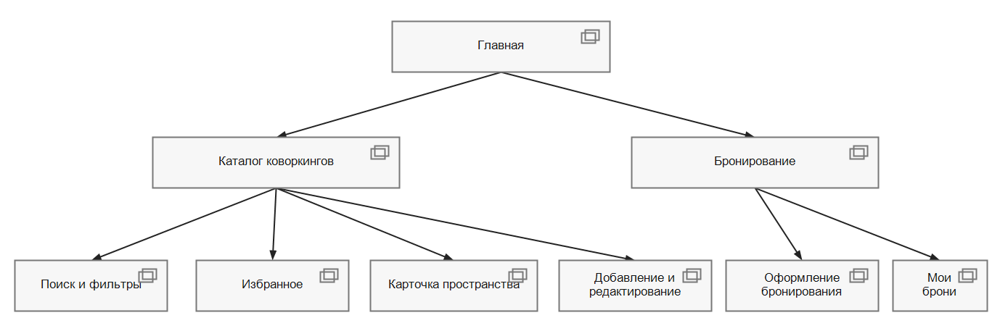 Главная
Каталог коворкингов
Бронирование
Поиск и фильтры
Избранное
Карточка пространства
Добавление и
редактирование
Оформление
бронирования
Мои
брони